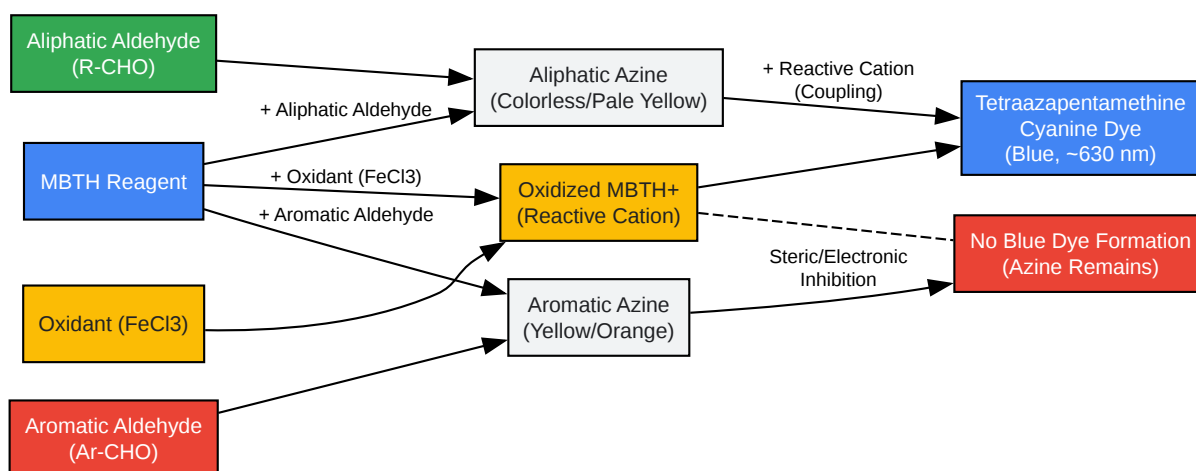 Aliphatic Aldehyde
(R-CHO)
Aliphatic Azine
(Colorless/Pale Yellow)
+ Reactive Cation
(Coupling)
Tetraazapentamethine
Cyanine Dye
(Blue, ~630 nm)
+ Aliphatic Aldehyde
MBTH Reagent
+ Oxidant (FeCl3)
Oxidized MBTH+
(Reactive Cation)
+ Aromatic Aldehyde
No Blue Dye Formation
(Azine Remains)
Steric/Electronic
Inhibition
Oxidant (FeCl3)
Aromatic Azine
(Yellow/Orange)
Aromatic Aldehyde
(Ar-CHO)